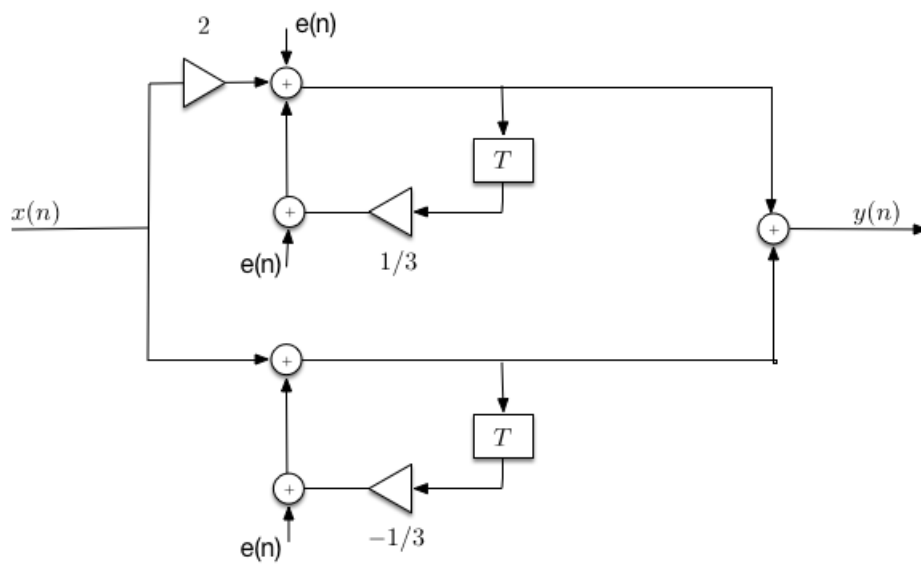 2
e(n)
+
T
x(n)
+
1/3
e(n)
y(n)
+
+
T
+
-1/3
e(n)